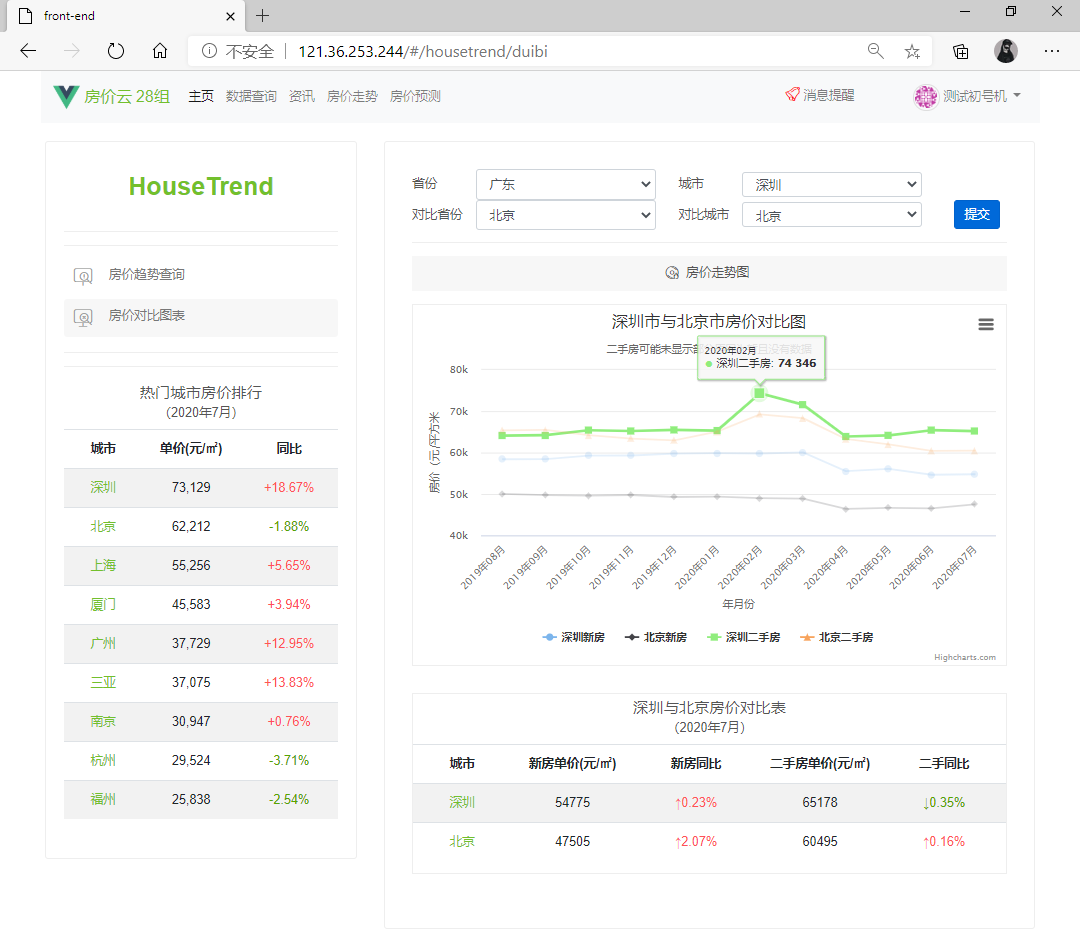 front-end
不安全 121.36.253.244/#/housetrend/duibi
房价云 28组 主页 数据查询 资讯 房价走势 房价预测 消息提醒 测试初号机
HouseTrend
房价趋势查询
房价对比图表
热门城市房价排行
(2020年7月)
城市 单价(元/㎡) 同比
深圳 73,129 +18.67%
北京 62,212 -1.88%
上海 55,256 +5.65%
厦门 45,583 +3.94%
广州 37,729 +12.95%
三亚 37,075 +13.83%
南京 30,947 +0.76%
杭州 29,524 -3.71%
福州 25,838 -2.54%
省份 广东 城市 深圳
对比省份 北京 对比城市 北京 提交
房价走势图
深圳市与北京市房价对比图
二手房可能未显示部
没有数据
2020年02月
深圳二手房: 74 346
房价（元/平方米
80k
70k
60k
50k
40k
2019年08月 2019年09月 2019年10月 2019年11月 2019年12月 2020年01月 2020年02月 2020年03月 2020年04月 2020年05月 2020年06月 2020年07月
年月份
深圳新房 北京新房 深圳二手房 北京二手房
Highcharts.com
深圳与北京房价对比表
(2020年7月)
城市 新房单价(元/㎡) 新房同比 二手房单价(元/㎡) 二手同比
深圳 54775 ↑0.23% 65178 ↓0.35%
北京 47505 ↑2.07% 60495 ↑0.16%